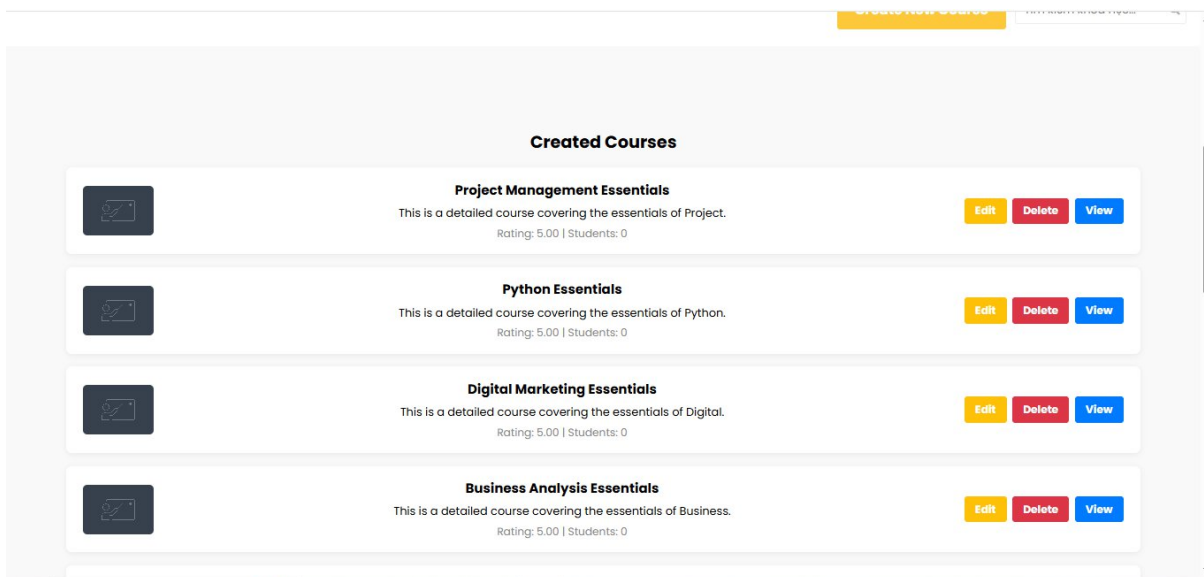 Created Courses
Project Management Essentials
This is a detailed course covering the essentials of Project.
Rating: 5.00 | Students: 0
Edit Delete View
Python Essentials
This is a detailed course covering the essentials of Python.
Rating: 5.00 | Students: 0
Edit Delete View
Digital Marketing Essentials
This is a detailed course covering the essentials of Digital.
Rating: 5.00 | Students: 0
Edit Delete View
Business Analysis Essentials
This is a detailed course covering the essentials of Business.
Rating: 5.00 | Students: 0
Edit Delete View